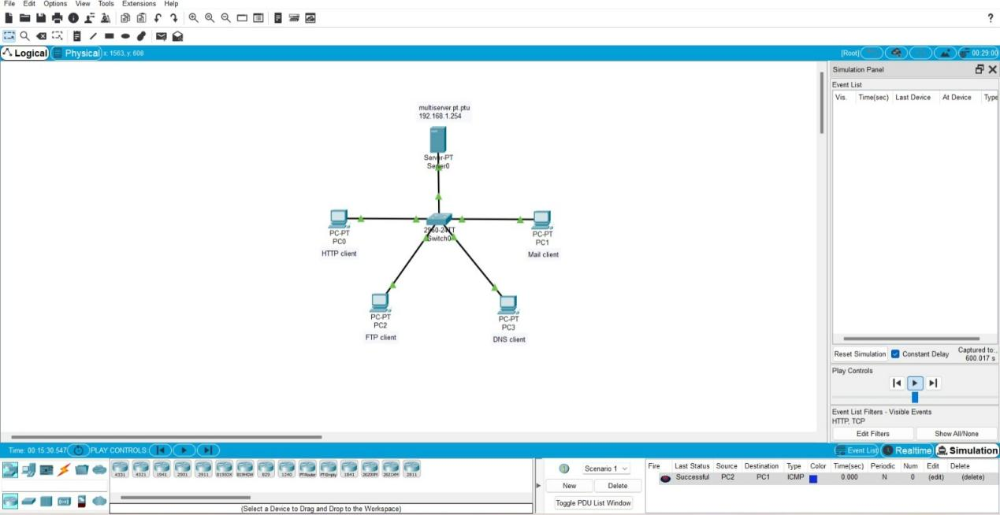 File Edit Options View Tools Extensions Help
?
Logical Physical x: 1563, y: 608 [Root] 00:29:00
Simulation Panel
Event List
Vis. Time(sec) Last Device At Device Type
multiserver.pt.ptu
192.168.1.254
Server-PT
Server0
PC-PT
PC0
HTTP client
2960-24TT
Switch0
PC-PT
PC1
Mail client
PC-PT
PC2
FTP client
PC-PT
PC3
DNS client
Reset Simulation Constant Delay Captured to:
600.017 s
Play Controls
Event List Filters - Visible Events
HTTP, TCP
Edit Filters Show All/None
Time: 00:15:30.547 PLAY CONTROLS: Event List Realtime Simulation
4331 4321 1941 2901 2911 819IOX 819HGW 829 1240 PT-Router PT-Empty 1841 2620XM 2621XM 2811
(Select a Device to Drag and Drop to the Workspace)
Scenario 1
New Delete
Toggle PDU List Window
Fire Last Status Source Destination Type Color Time(sec) Periodic Num Edit Delete
Successful PC2 PC1 ICMP 0.000 N 0 (edit) (delete)